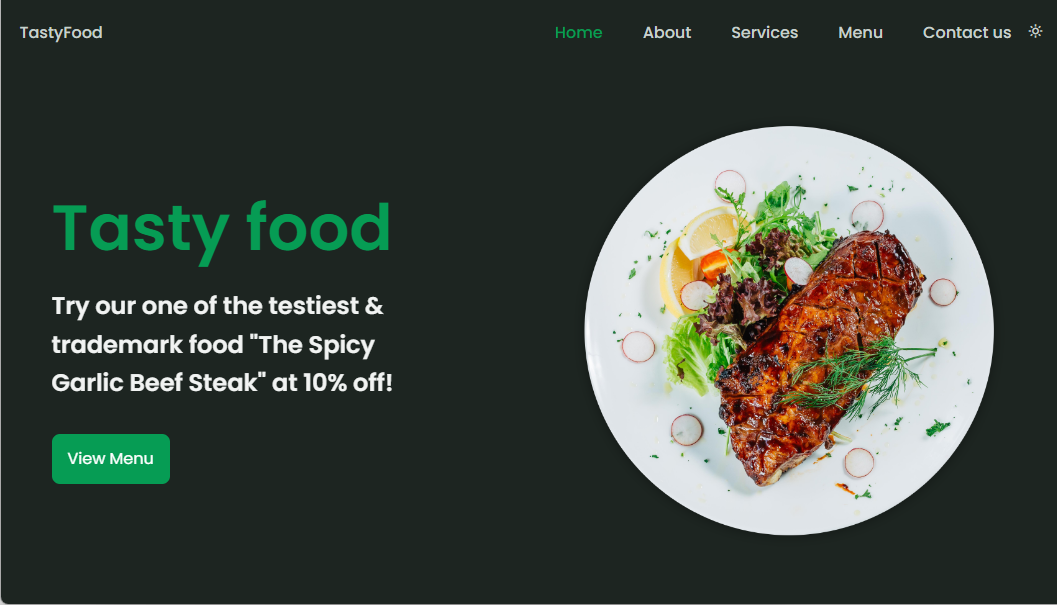 TastyFood
Home About Services Menu Contact us
Tasty food
Try our one of the testiest &
trademark food "The Spicy
Garlic Beef Steak" at 10% off!
View Menu